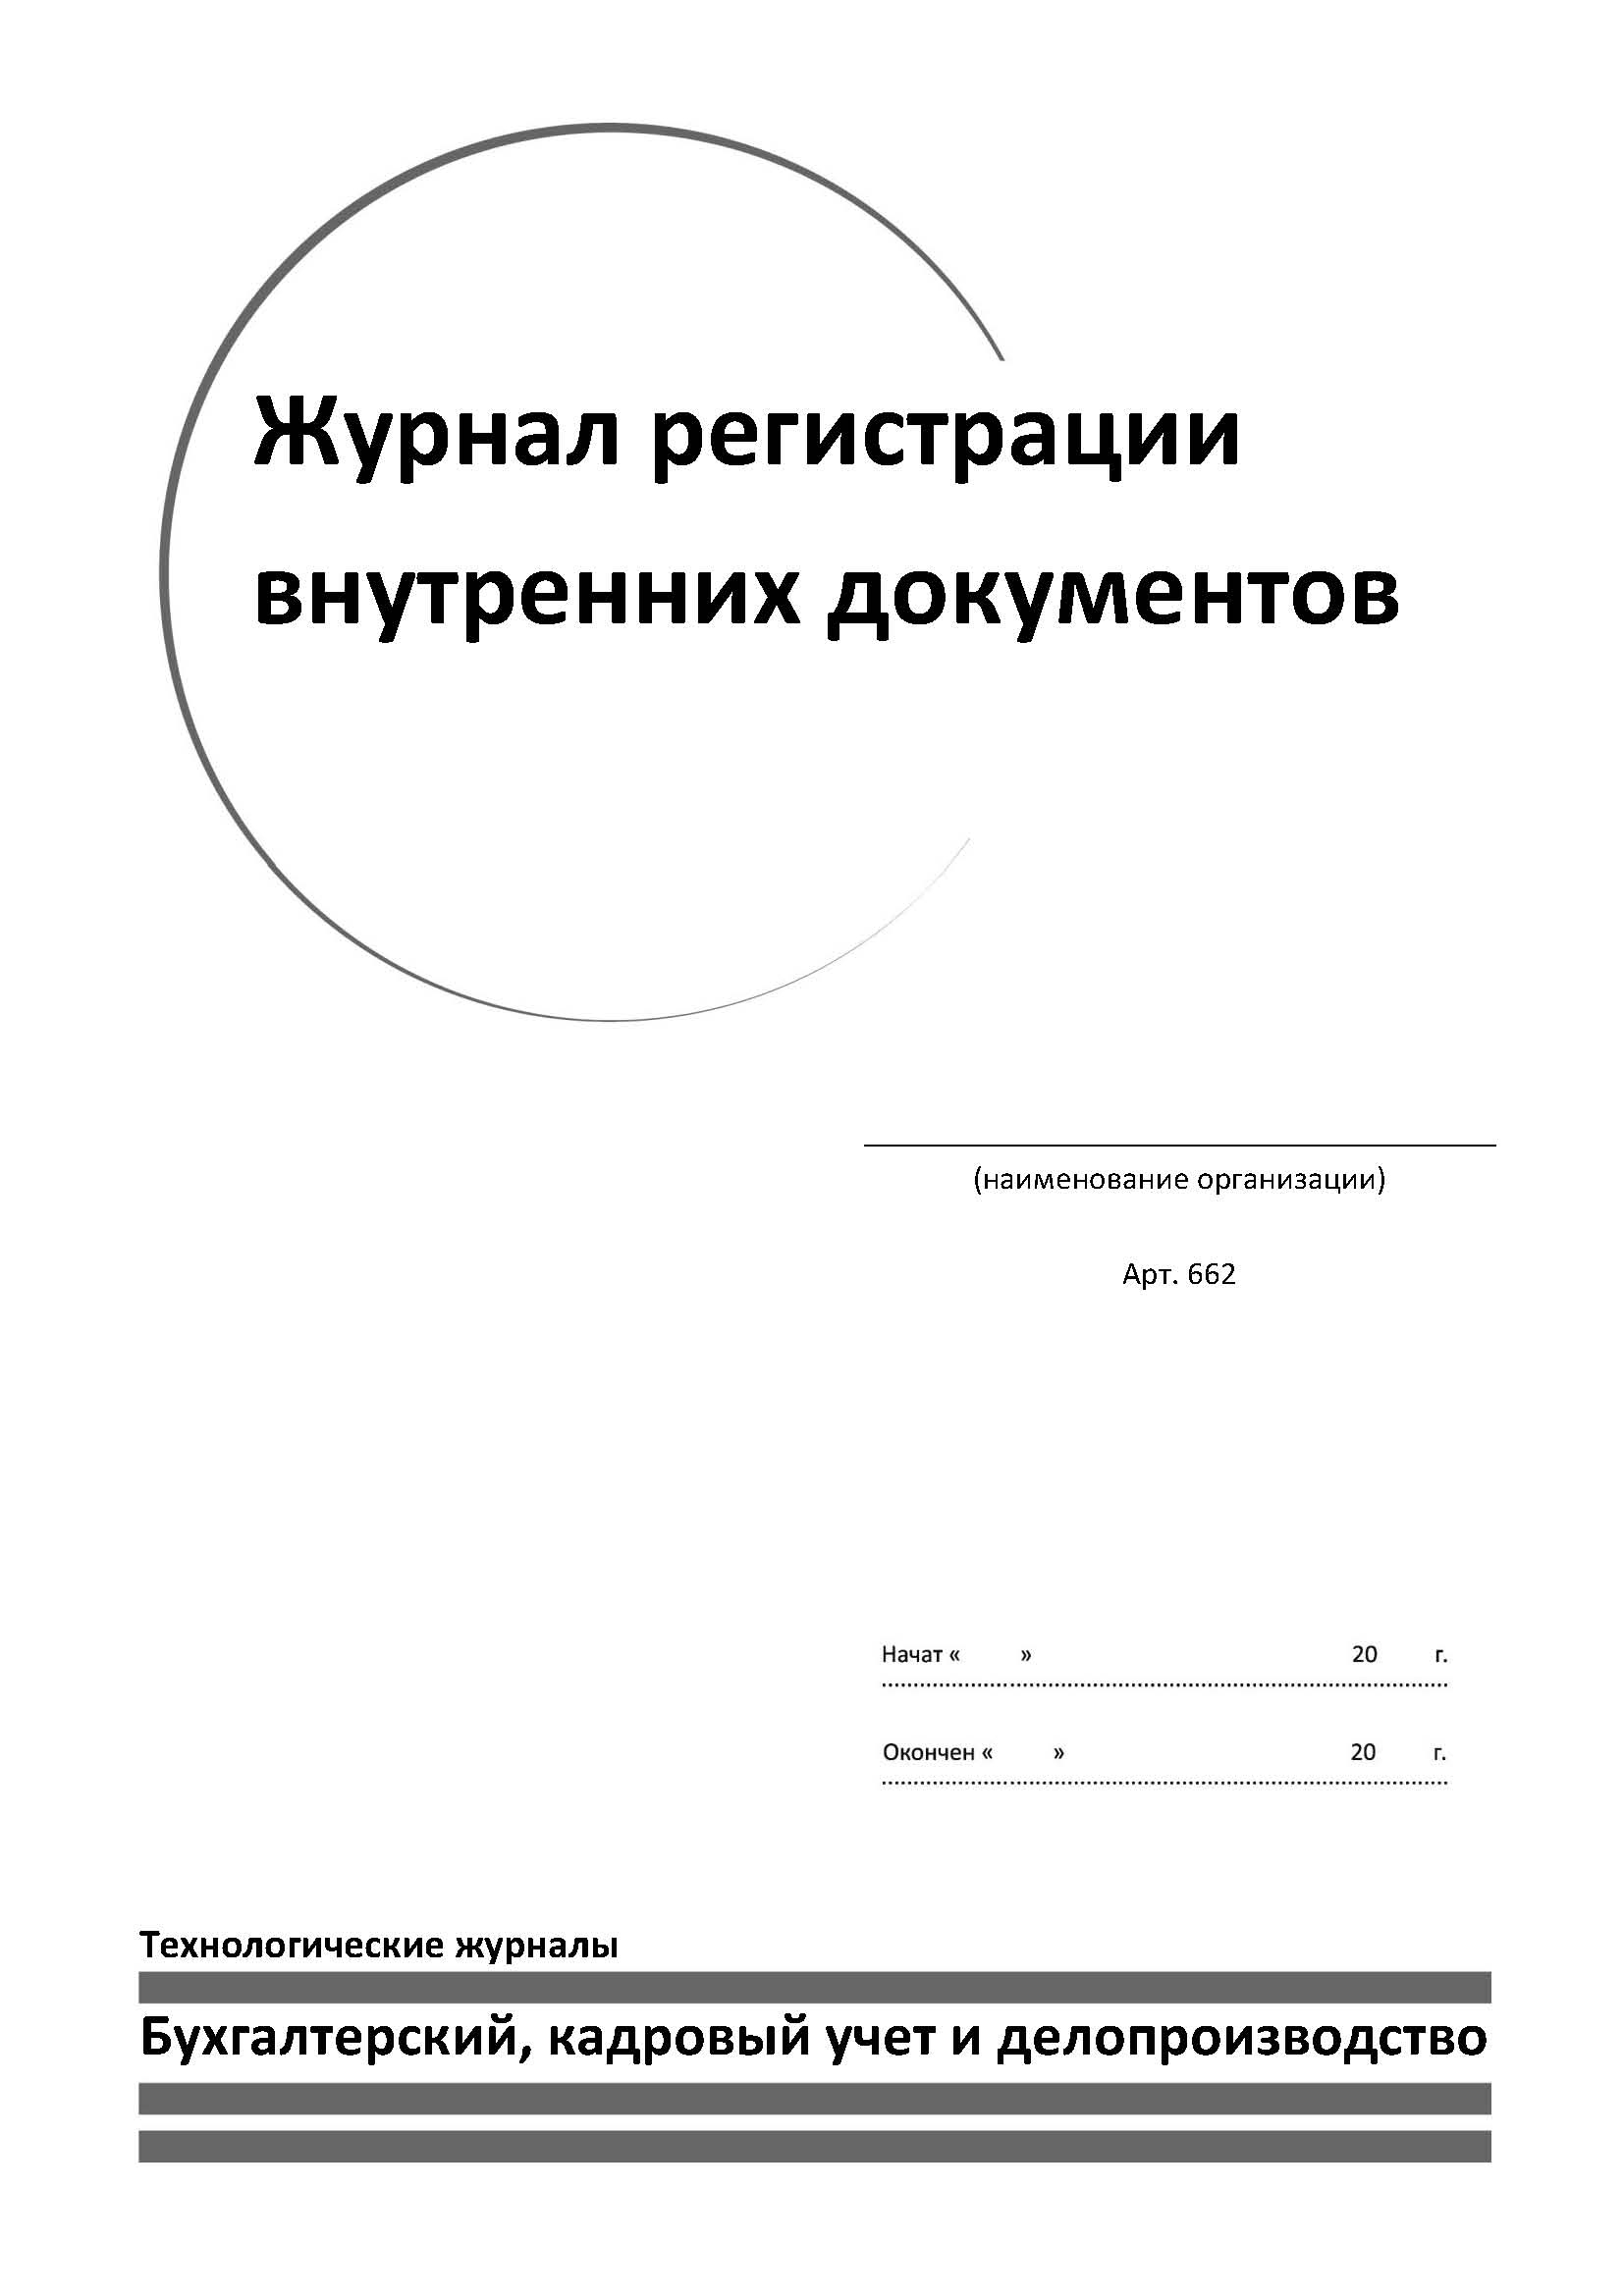 Журнал регистрации
внутренних документов
(наименование организации)
Арт. 662
Начат « » 20 г.
Окончен « » 20 г.
Технологические журналы
Бухгалтерский, кадровый учет и делопроизводство